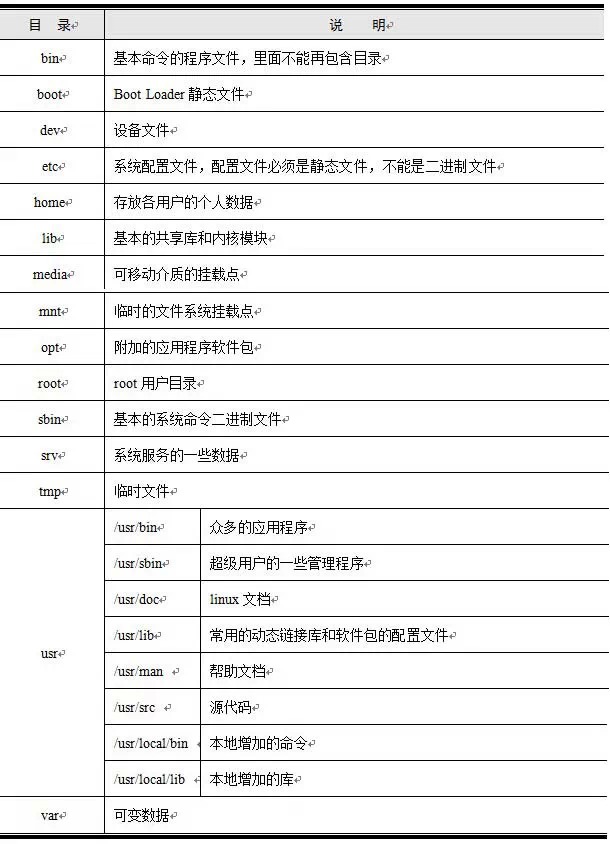 目 录 说 明
bin 基本命令的程序文件，里面不能再包含目录
boot Boot Loader 静态文件
dev 设备文件
etc 系统配置文件，配置文件必须是静态文件，不能是二进制文件
home 存放各用户的个人数据
lib 基本的共享库和内核模块
media 可移动介质的挂载点
mnt 临时的文件系统挂载点
opt 附加的应用程序软件包
root root 用户目录
sbin 基本的系统命令二进制文件
srv 系统服务的一些数据
tmp 临时文件
usr
/usr/bin 众多的应用程序
/usr/sbin 超级用户的一些管理程序
/usr/doc linux 文档
/usr/lib 常用的动态链接库和软件包的配置文件
/usr/man 帮助文档
/usr/src 源代码
/usr/local/bin 本地增加的命令
/usr/local/lib 本地增加的库
var 可变数据